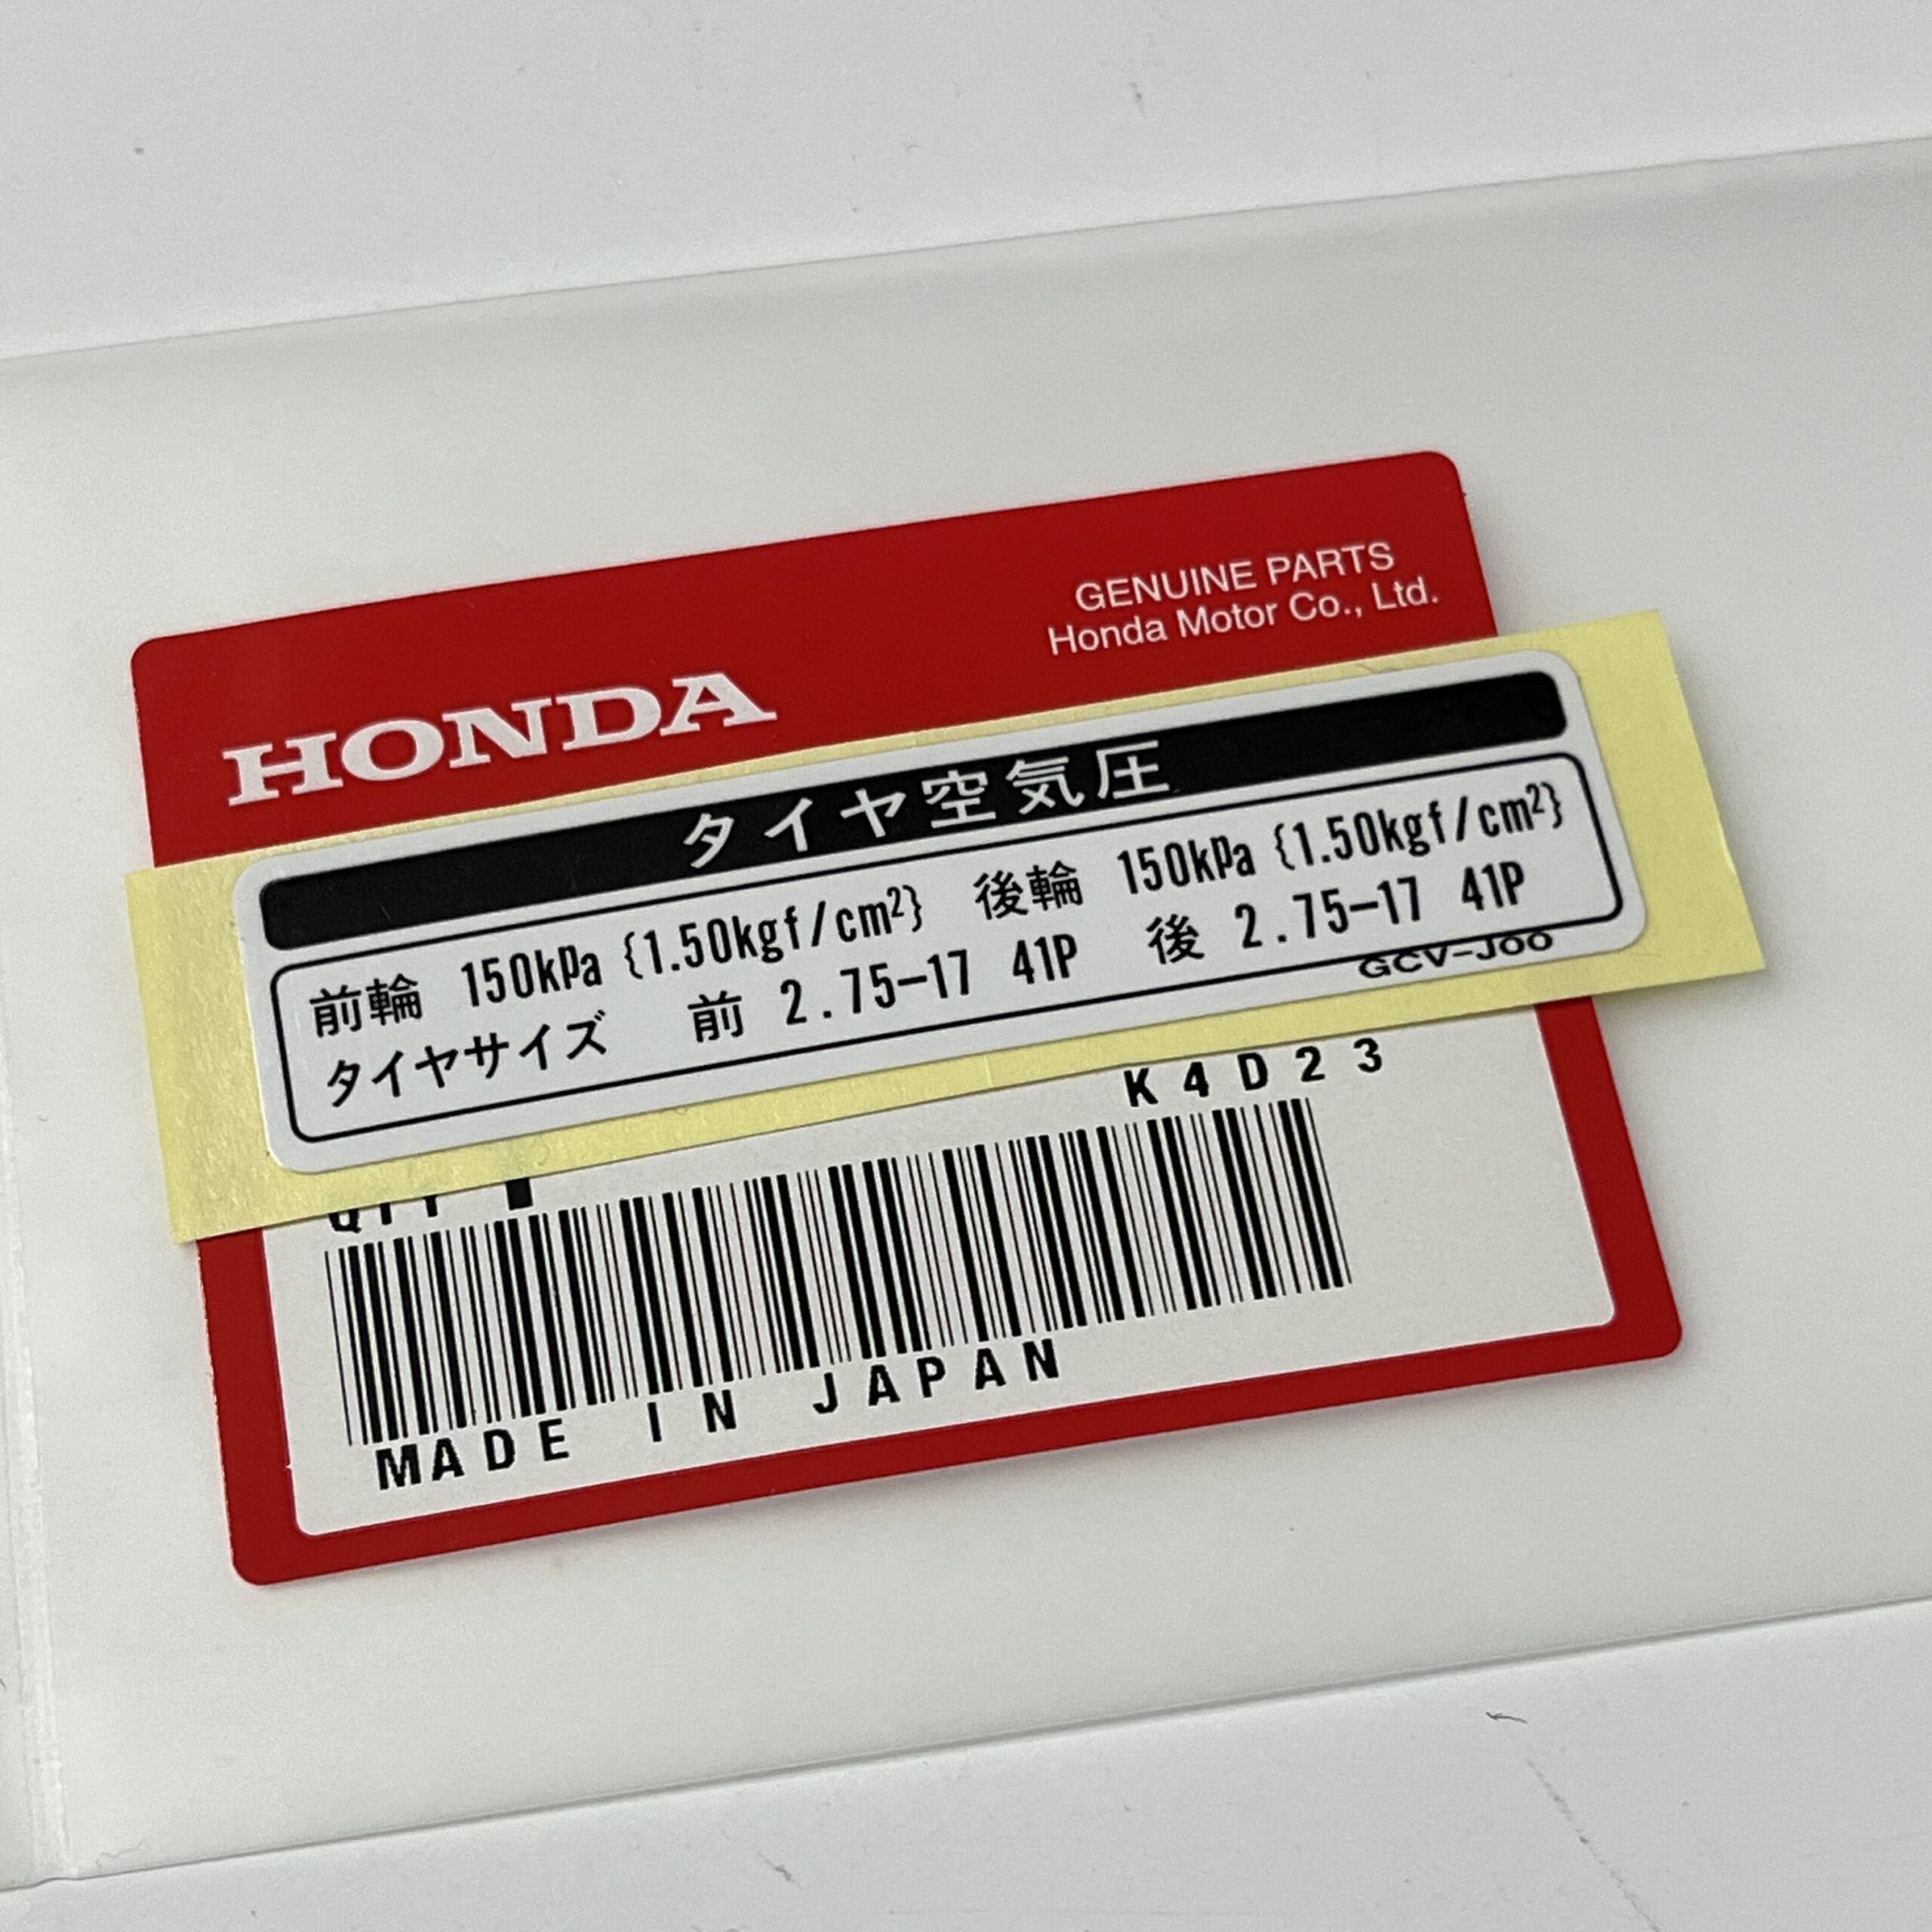 GENUINE PARTS
Honda Motor Co., Ltd.
HONDA
タイヤ空気圧
前輪 150kPa {1.50kgf/cm²} 後輪 150kPa {1.50kgf/cm²}
タイヤサイズ 前 2.75-17 41P 後 2.75-17 41P
GCV-J00
K4D23
MADE IN JAPAN